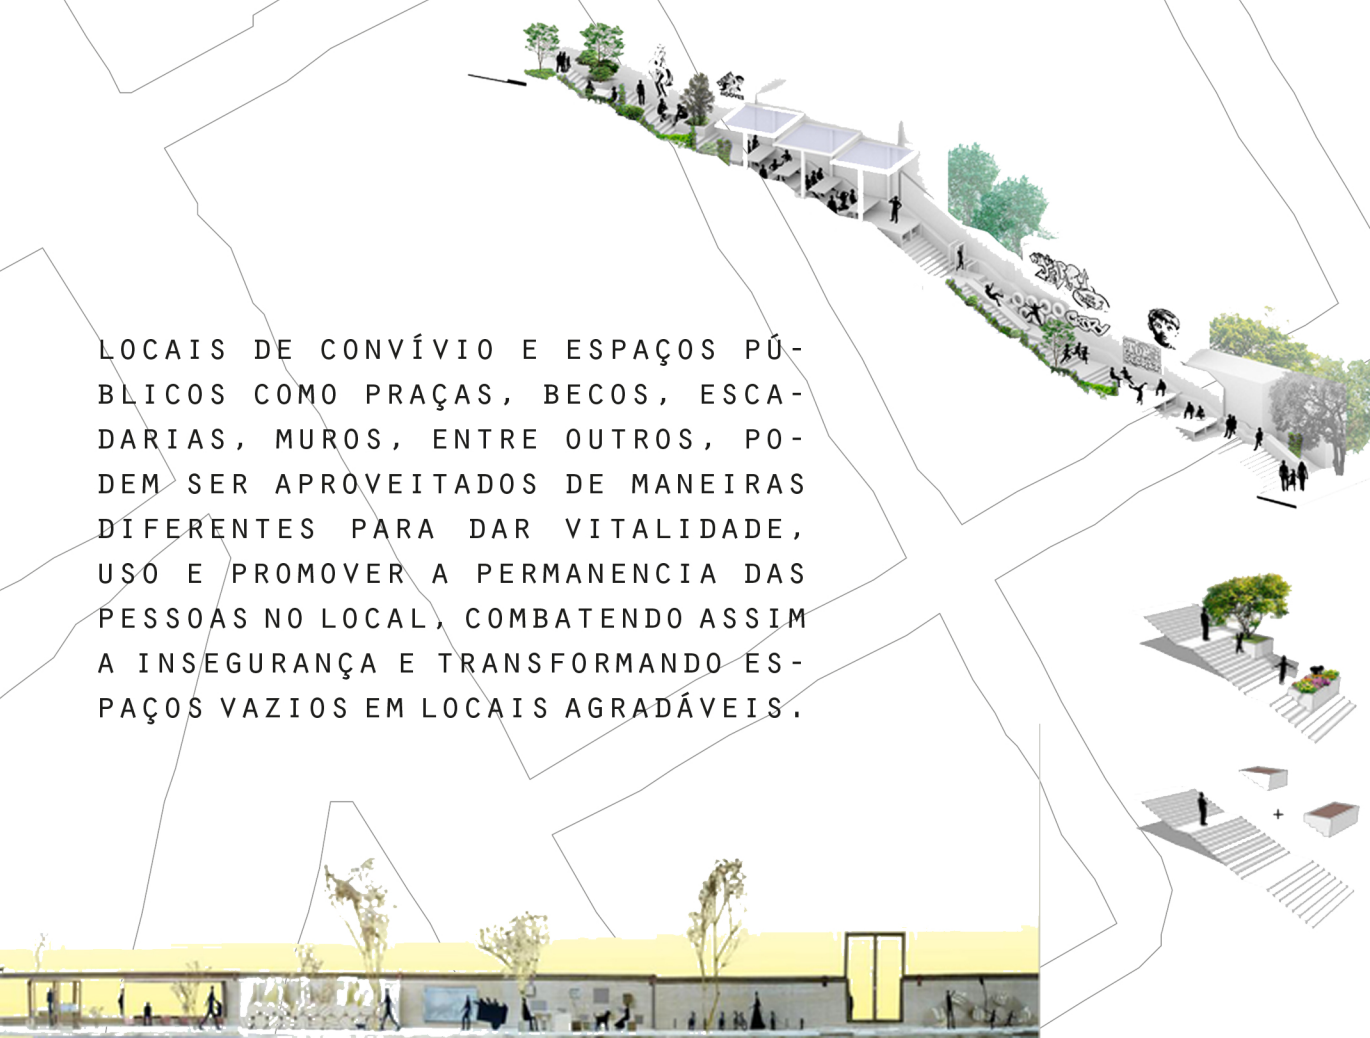 LOCAIS DE CONVÍVIO E ESPAÇOS PÚ-
BLICOS COMO PRAÇAS, BECOS, ESCA-
DARIAS, MUROS, ENTRE OUTROS, PO-
DEM SER APROVEITADOS DE MANEIRAS
DIFERENTES PARA DAR VITALIDADE,
USO E PROMOVER A PERMANENCIA DAS
PESSOAS NO LOCAL, COMBATENDO ASSIM
A INSEGURANÇA E TRANSFORMANDO ES-
PAÇOS VAZIOS EM LOCAIS AGRADÁVEIS.
+